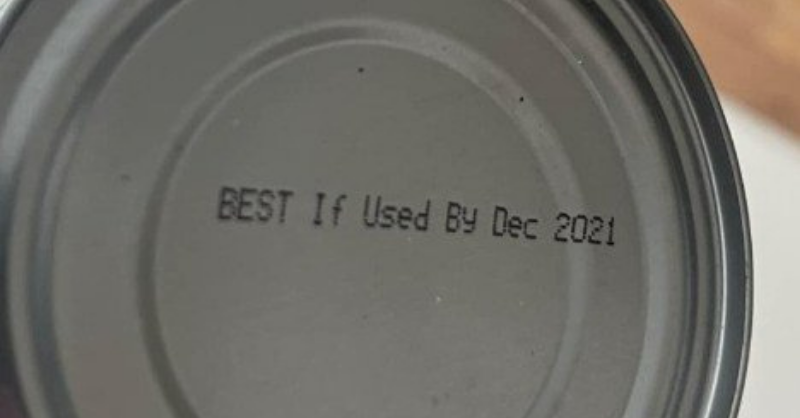 BEST If Used By Dec 2021